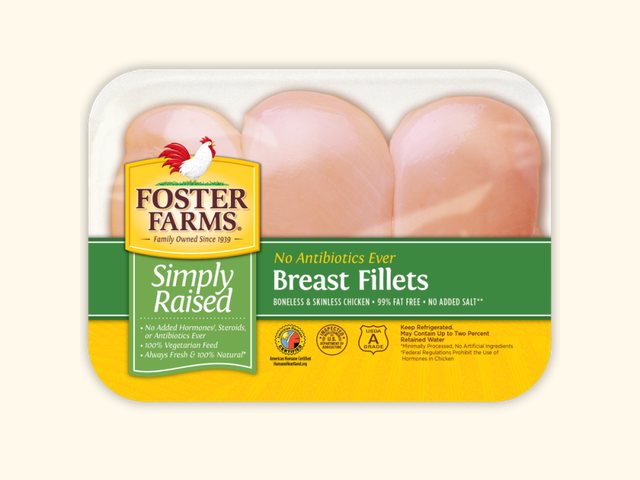 FOSTER
FARMS®
Family Owned Since 1939
Simply
Raised
• No Added Hormones†, Steroids,
or Antibiotics Ever
• 100% Vegetarian Feed
• Always Fresh & 100% Natural*
No Antibiotics Ever
Breast Fillets
BONELESS & SKINLESS CHICKEN • 99% FAT FREE • NO ADDED SALT**
CERTIFIED
American Humane Certified
HumaneHeartland.org
INSPECTED
U.S.
DEPARTMENT OF
AGRICULTURE
USDA
A
GRADE
Keep Refrigerated.
May Contain Up to Two Percent
Retained Water
*Minimally Processed, No Artificial Ingredients
†Federal Regulations Prohibit the Use of
Hormones in Chicken